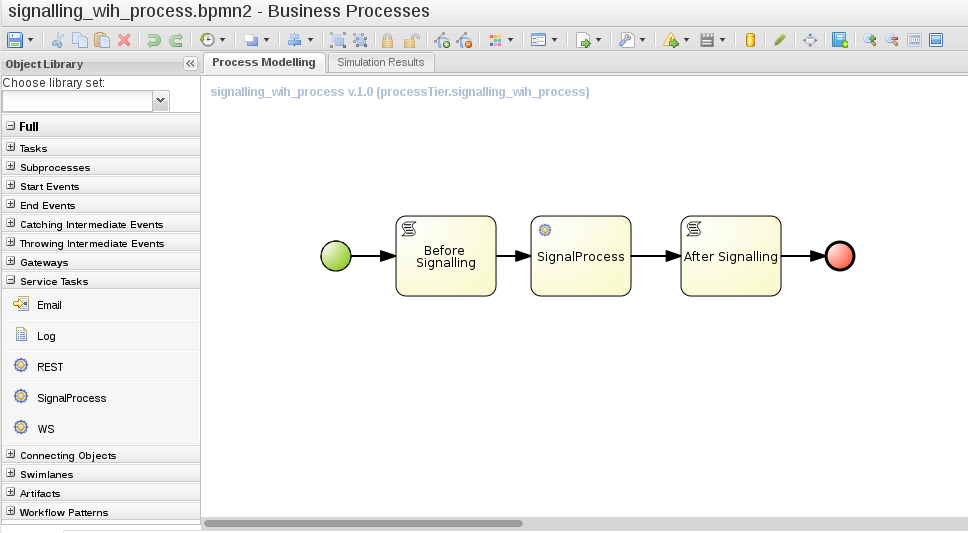 signalling_wih_process.bpmn2 - Business Processes
Object Library
Process Modelling
Simulation Results
Choose library set:
signalling_wih_process v.1.0 (processTier.signalling_wih_process)
Full
Tasks
Subprocesses
Start Events
End Events
Catching Intermediate Events
Throwing Intermediate Events
Gateways
Service Tasks
Email
Log
REST
SignalProcess
WS
Connecting Objects
Swimlanes
Artifacts
Workflow Patterns
Before
Signalling
SignalProcess
After Signalling